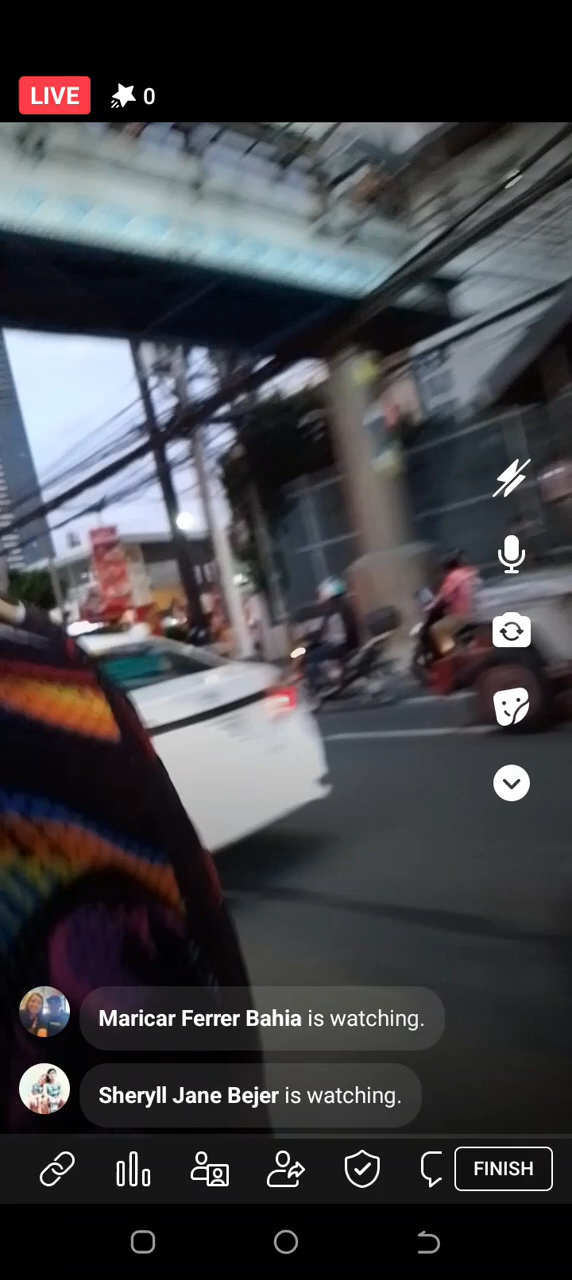 LIVE
0
Maricar Ferrer Bahia is watching.
Sheryll Jane Bejer is watching.
FINISH